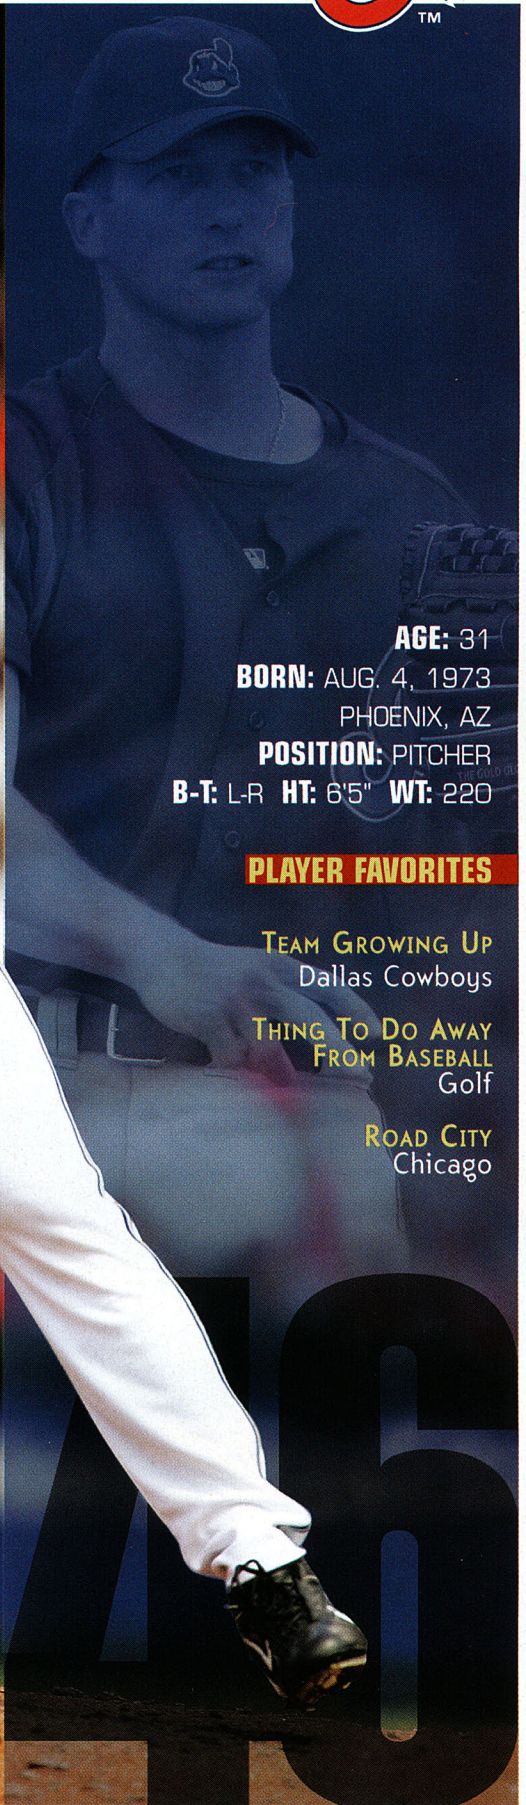 TM
AGE: 31
BORN: AUG. 4, 1973
PHOENIX, AZ
POSITION: PITCHER
B-T: L-R HT: 6'5" WT: 220
PLAYER FAVORITES
TEAM GROWING UP
Dallas Cowboys
THING TO DO AWAY
FROM BASEBALL
Golf
ROAD CITY
Chicago
46